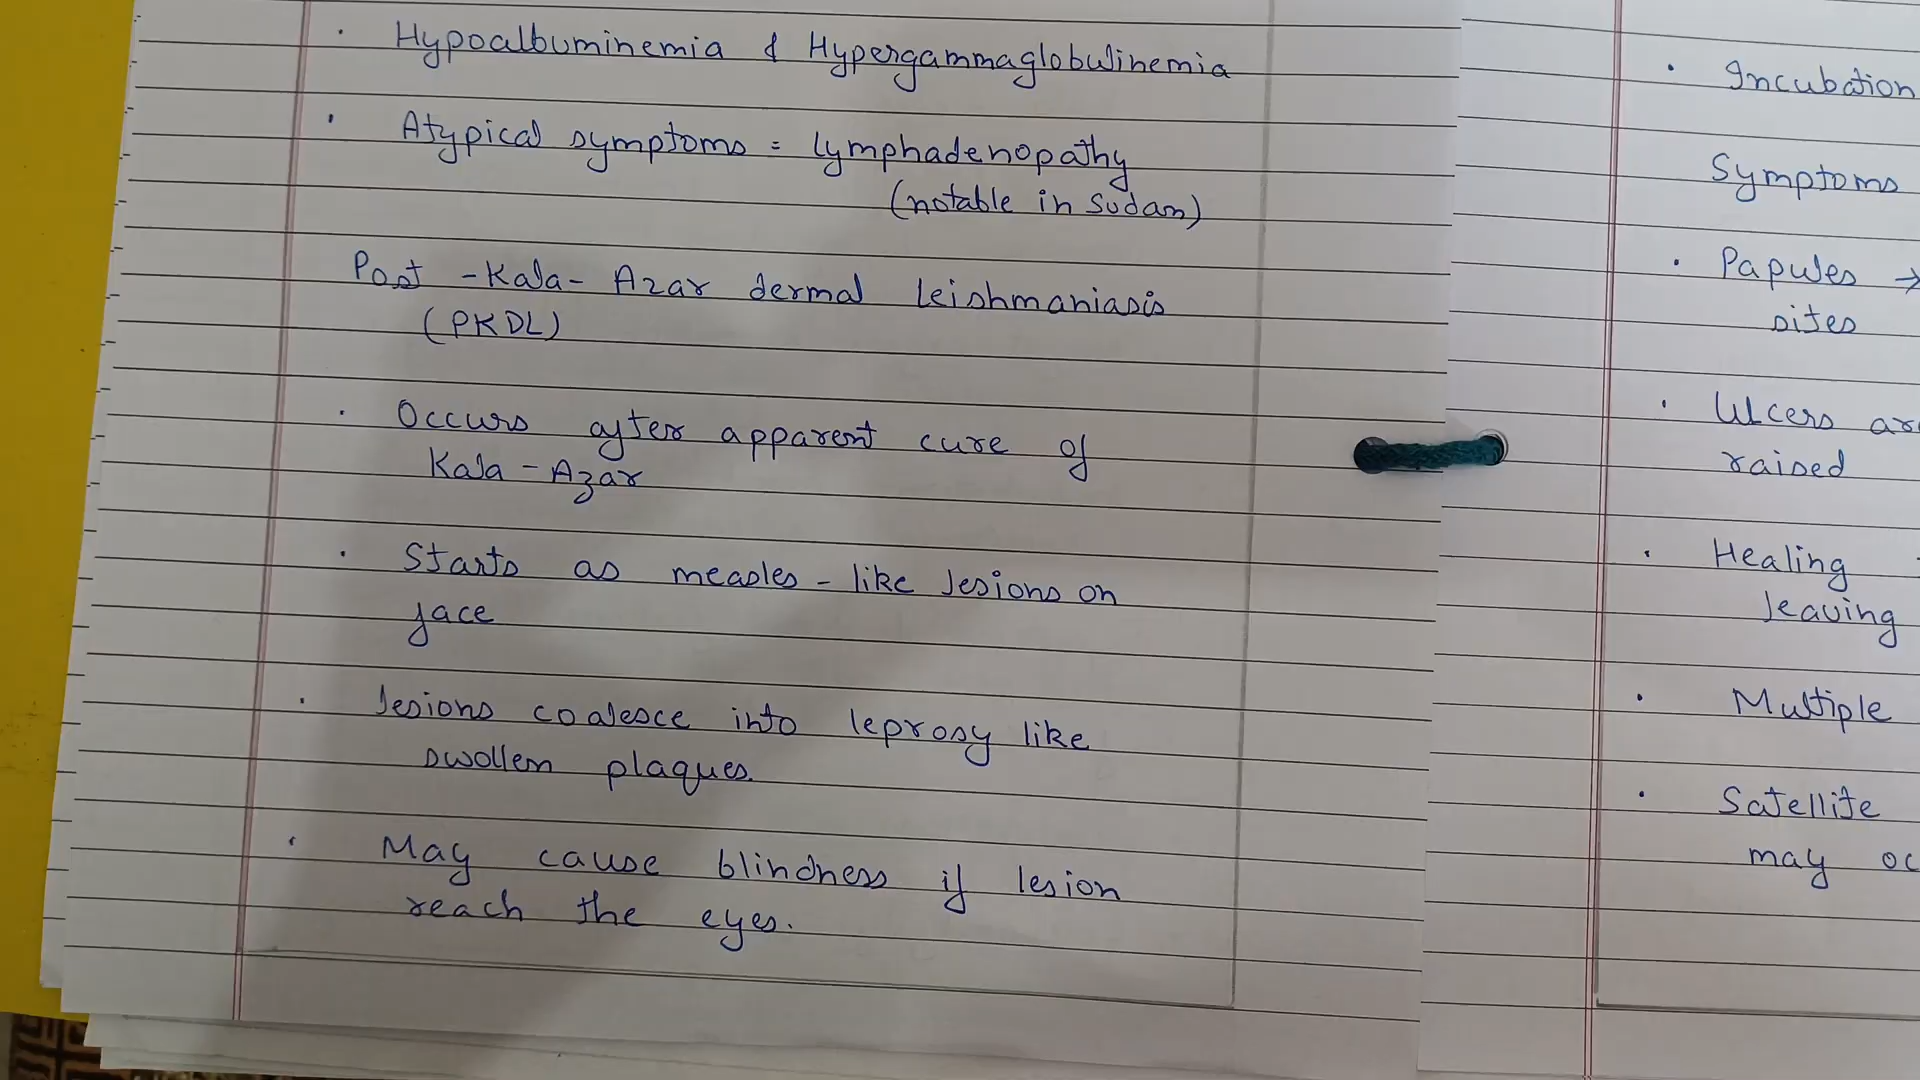 · Hypoalbuminemia & Hypergammaglobulinemia
· Atypical symptoms = lymphadenopathy
(notable in Sudan)
Post -Kala- Azar dermal leishmaniasis
(PKDL)
· Occurs after apparent cure of
Kala - Azar
· Starts as measles - like lesions on
face
· lesions coalesce into leprosy like
swollen plaques.
· May cause blindness if lesion
reach the eyes.
· Incubation
Symptoms
· Papules →
sites
· Ulcers ar
raised
· Healing
leaving
· Multiple
· Satellite
may oc